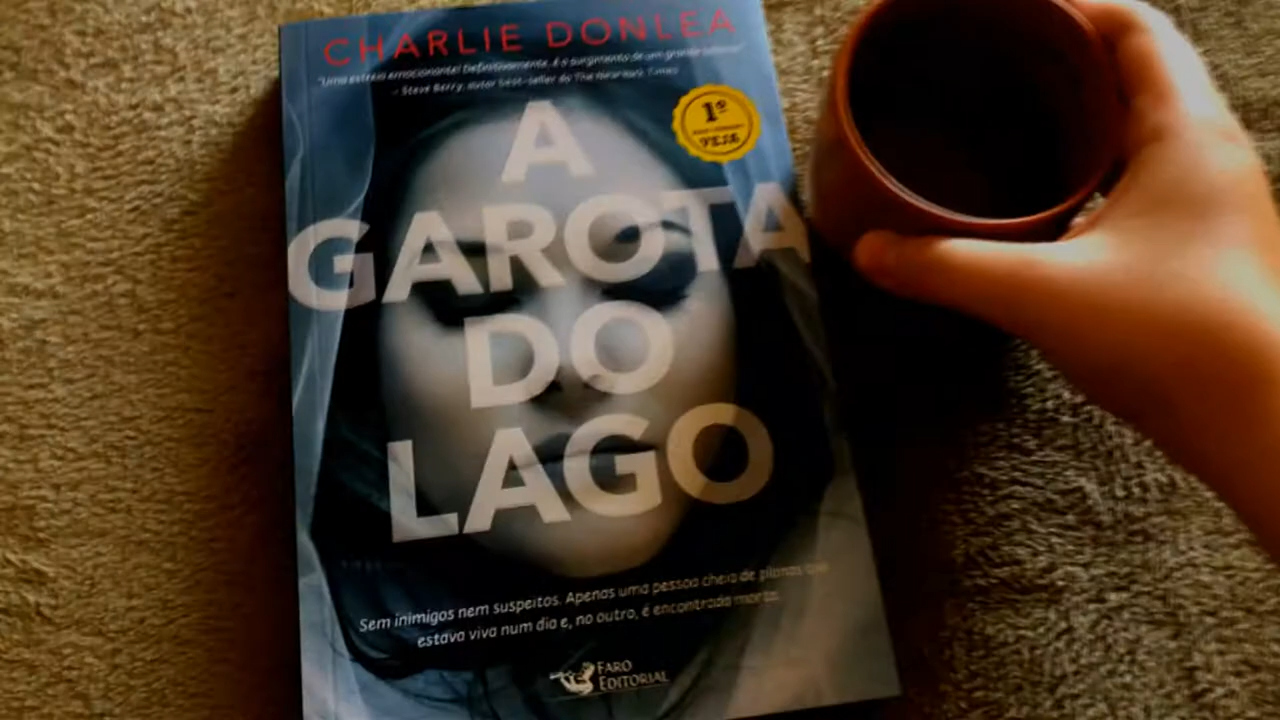 CHARLIE DONLEA
"Uma estreia emocionante! Definitivamente, é o surgimento de um grande
– Steve Berry, autor best-seller do The New York Times
1º
VEJA
A
GAROTA
DO
LAGO
Sem inimigos nem suspeitos. Apenas uma pessoa cheia de planos que
estava viva num dia e, no outro, é encontrada morta.
FARO
EDITORIAL